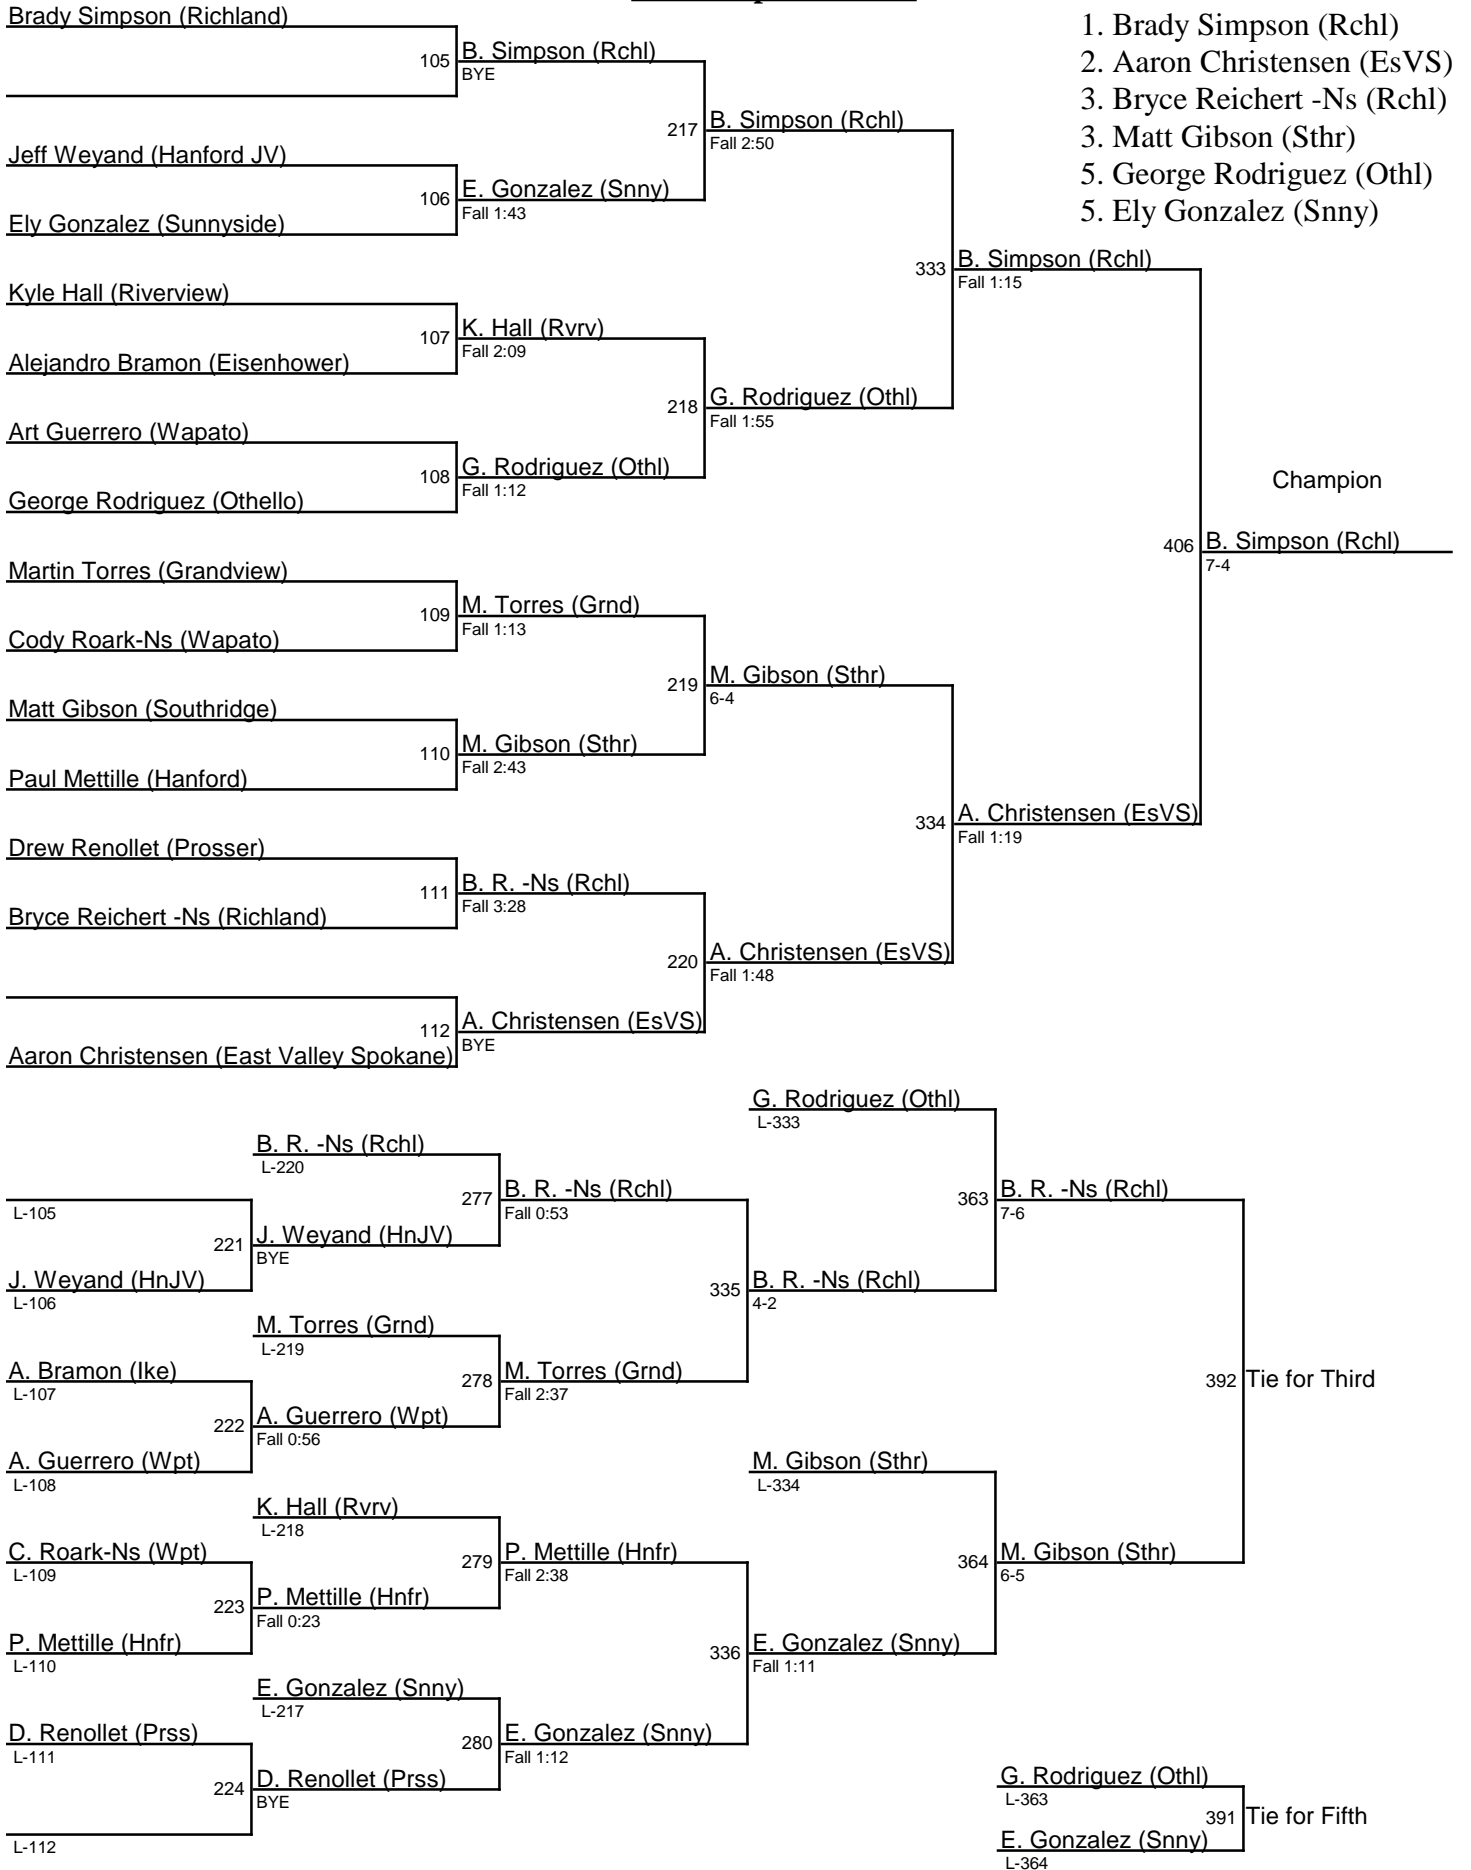 1. Brady Simpson (Rchl)
2. Aaron Christensen (EsVS)
3. Bryce Reichert -Ns (Rchl)
3. Matt Gibson (Sthr)
5. George Rodriguez (Othl)
5. Ely Gonzalez (Snny)
Brady Simpson (Richland)
105 B. Simpson (Rchl)
BYE
217 B. Simpson (Rchl)
Fall 2:50
Jeff Weyand (Hanford JV)
106 E. Gonzalez (Snny)
Fall 1:43
Ely Gonzalez (Sunnyside)
333 B. Simpson (Rchl)
Fall 1:15
Kyle Hall (Riverview)
107 K. Hall (Rvrv)
Fall 2:09
Alejandro Bramon (Eisenhower)
218 G. Rodriguez (Othl)
Fall 1:55
Art Guerrero (Wapato)
108 G. Rodriguez (Othl)
Fall 1:12
George Rodriguez (Othello)
Champion
406 B. Simpson (Rchl)
7-4
Martin Torres (Grandview)
109 M. Torres (Grnd)
Fall 1:13
Cody Roark-Ns (Wapato)
219 M. Gibson (Sthr)
6-4
Matt Gibson (Southridge)
110 M. Gibson (Sthr)
Fall 2:43
Paul Mettille (Hanford)
334 A. Christensen (EsVS)
Fall 1:19
Drew Renollet (Prosser)
111 B. R. -Ns (Rchl)
Fall 3:28
Bryce Reichert -Ns (Richland)
220 A. Christensen (EsVS)
Fall 1:48
112 A. Christensen (EsVS)
BYE
Aaron Christensen (East Valley Spokane)
G. Rodriguez (Othl)
L-333
B. R. -Ns (Rchl)
L-220
277 B. R. -Ns (Rchl)
Fall 0:53
363 B. R. -Ns (Rchl)
7-6
L-105
221 J. Weyand (HnJV)
BYE
J. Weyand (HnJV)
L-106
335 B. R. -Ns (Rchl)
4-2
M. Torres (Grnd)
L-219
A. Bramon (Ike)
L-107
278 M. Torres (Grnd)
Fall 2:37
392 Tie for Third
222 A. Guerrero (Wpt)
Fall 0:56
A. Guerrero (Wpt)
L-108
M. Gibson (Sthr)
L-334
K. Hall (Rvrv)
L-218
C. Roark-Ns (Wpt)
L-109
279 P. Mettille (Hnfr)
Fall 2:38
364 M. Gibson (Sthr)
6-5
223 P. Mettille (Hnfr)
Fall 0:23
P. Mettille (Hnfr)
L-110
336 E. Gonzalez (Snny)
Fall 1:11
E. Gonzalez (Snny)
L-217
D. Renollet (Prss)
L-111
280 E. Gonzalez (Snny)
Fall 1:12
224 D. Renollet (Prss)
BYE
L-112
G. Rodriguez (Othl)
L-363
391 Tie for Fifth
E. Gonzalez (Snny)
L-364